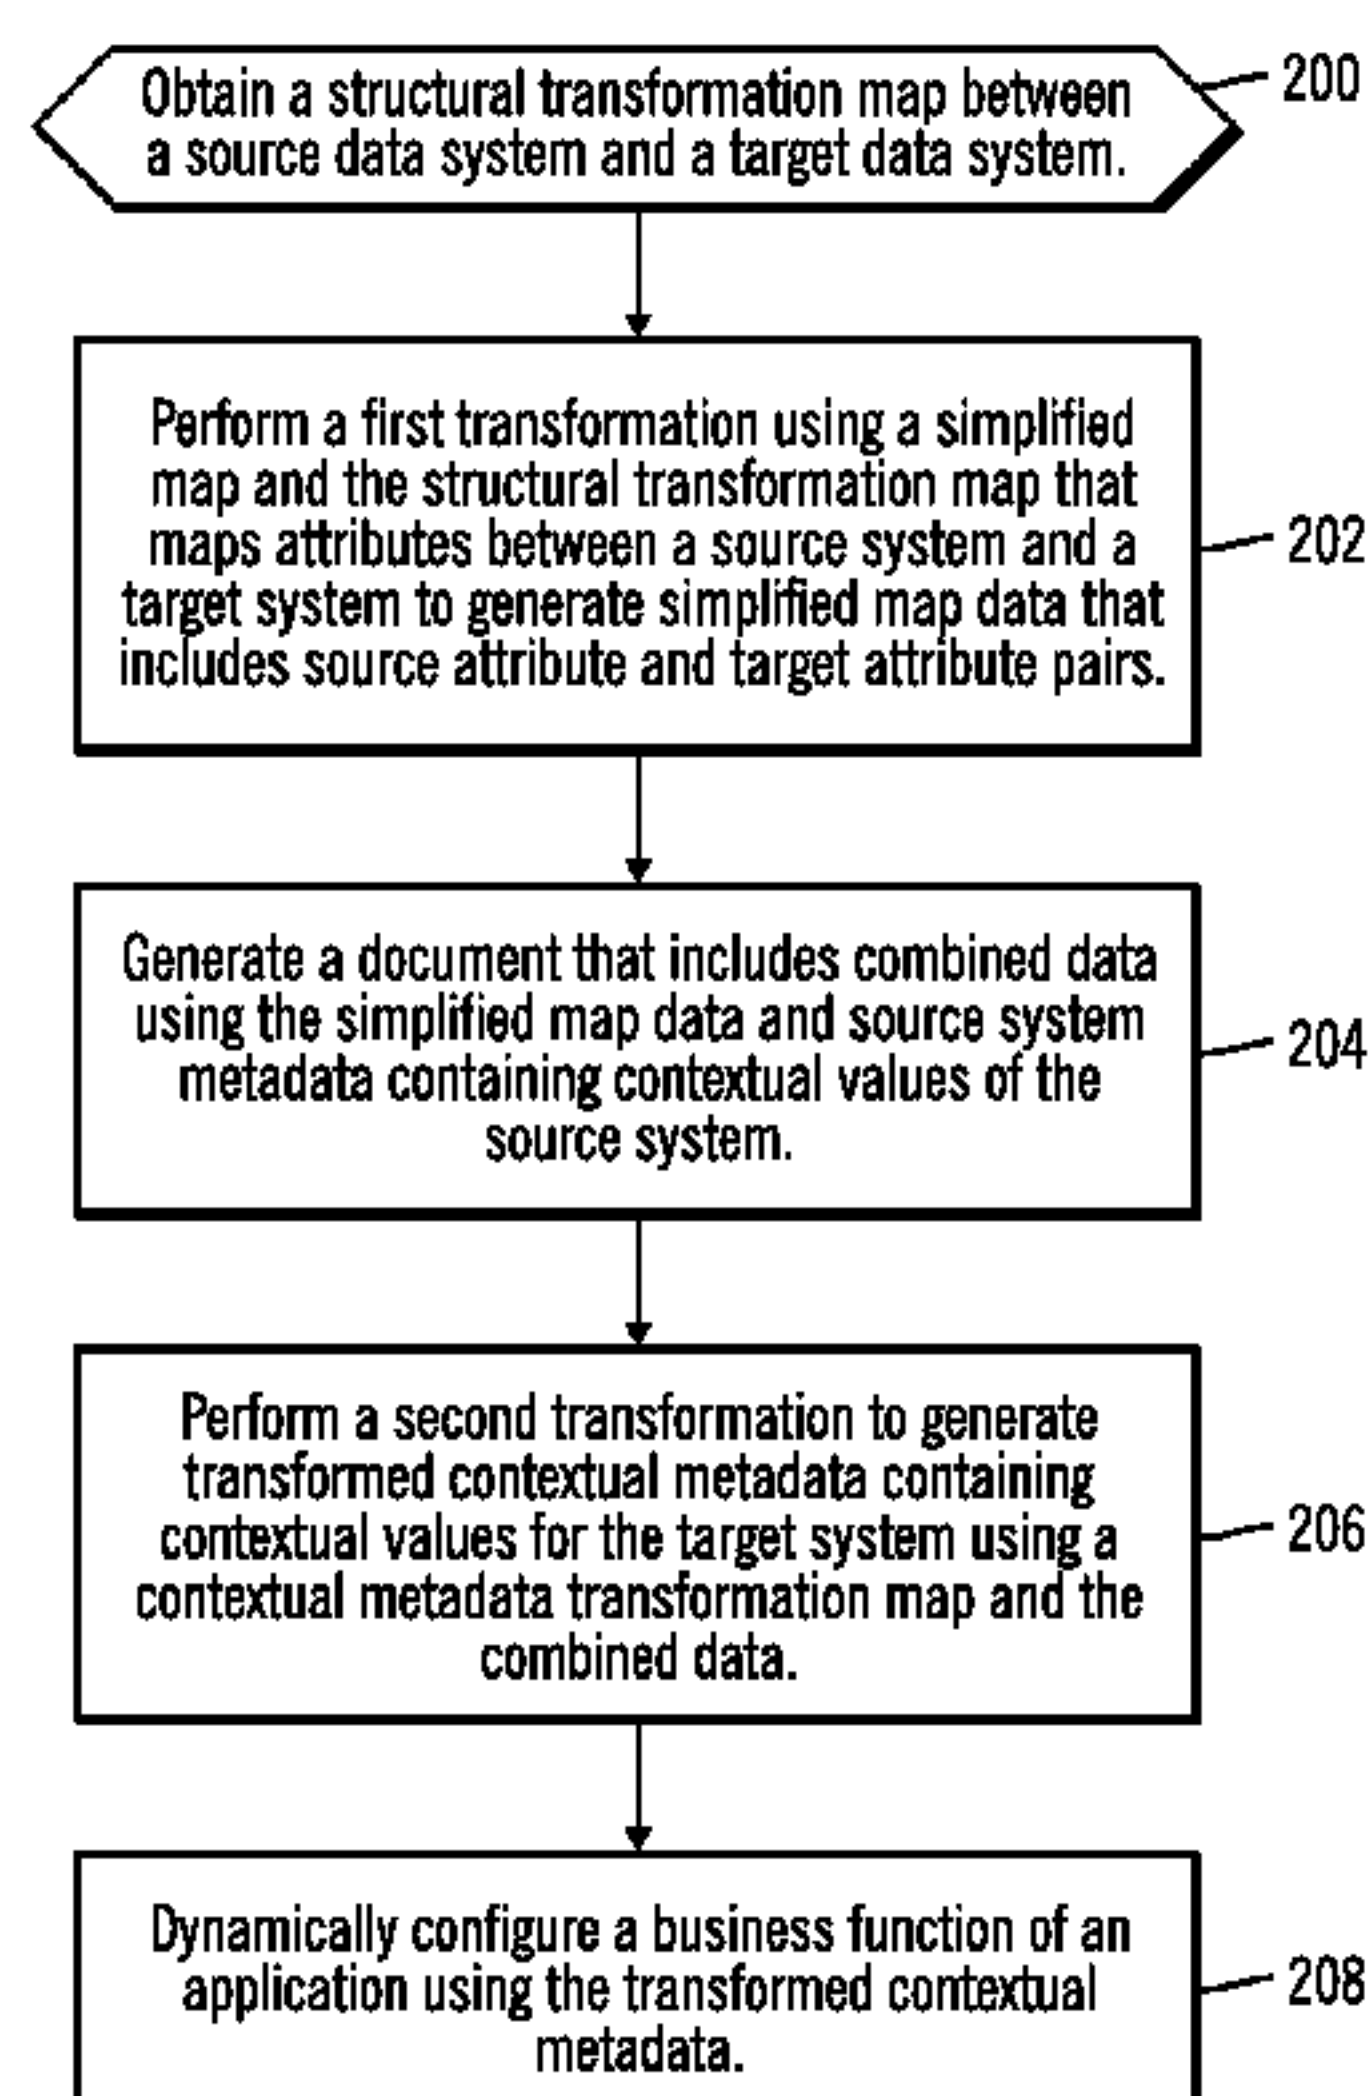 Obtain a structural transformation map between
a source data system and a target data system.
200
Perform a first transformation using a simplified
map and the structural transformation map that
maps attributes between a source system and a
target system to generate simplified map data that
includes source attribute and target attribute pairs.
202
Generate a document that includes combined data
using the simplified map data and source system
metadata containing contextual values of the
source system.
204
Perform a second transformation to generate
transformed contextual metadata containing
contextual values for the target system using a
contextual metadata transformation map and the
combined data.
206
Dynamically configure a business function of an
application using the transformed contextual
metadata.
208